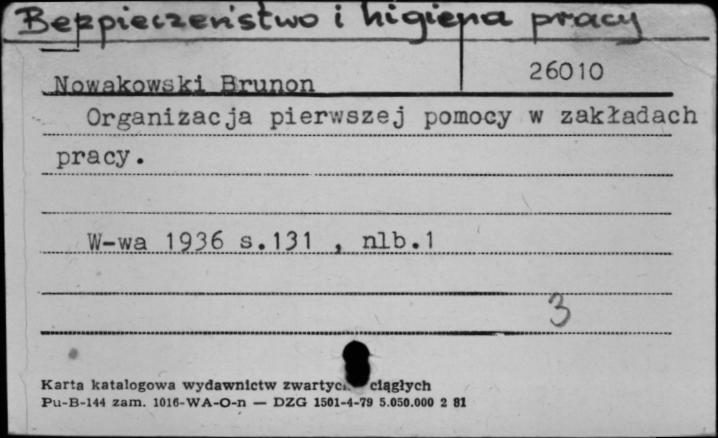 Bezpieczeństwo i higiena pracy
26010
Nowakowski Brunon
Organizacja pierwszej pomocy w zakładach
pracy.
W-wa 1936 s.131 , nlb.1
3
Karta katalogowa wydawnictw zwartych ciągłych
Pu-B-144 zam. 1016-WA-O-n — DZG 1501-4-79 5.050.000 2 81